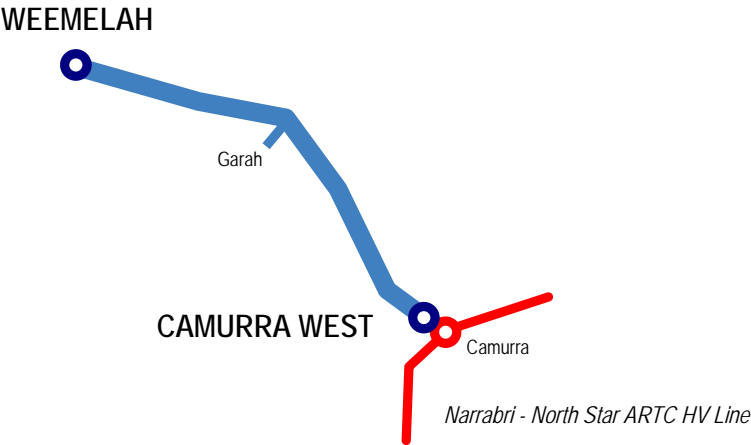 WEEMELAH
Garah
CAMURRA WEST
Camurra
Narrabri - North Star ARTC HV Line